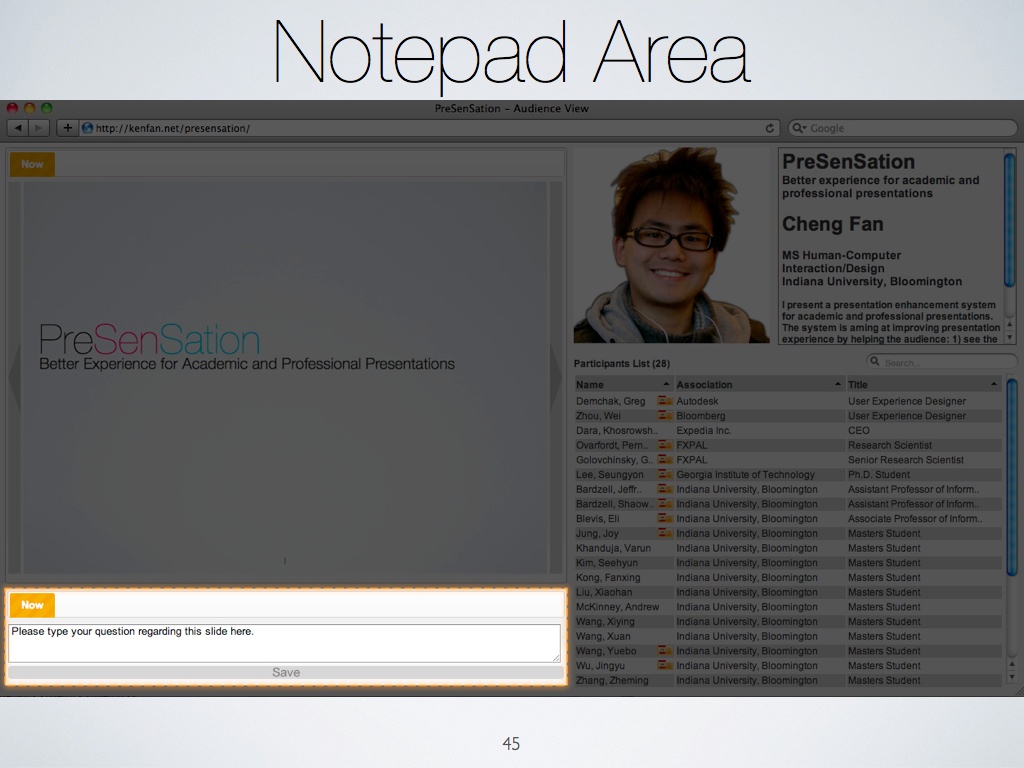 Notepad Area
PreSenSation – Audience View
http://kenfan.net/presensation/
Google
Now
PreSenSation
Better Experience for Academic and Professional Presentations
1
Now
Please type your question regarding this slide here.
Save
PreSenSation
Better experience for academic and
professional presentations
Cheng Fan
MS Human-Computer
Interaction/Design
Indiana University, Bloomington
I present a presentation enhancement system
for academic and professional presentations.
The system is aiming at improving presentation
experience by helping the audience: 1) see the
Participants List (28)
Search...
Name Association Title
Demchak, Greg Autodesk User Experience Designer
Zhou, Wei Bloomberg User Experience Designer
Dara, Khosrowsh.. Expedia Inc. CEO
Ovarfordt, Pern.. FXPAL Research Scientist
Golovchinsky, G.. FXPAL Senior Research Scientist
Lee, Seungyon Georgia Institute of Technology Ph.D. Student
Bardzell, Jeffr.. Indiana University, Bloomington Assistant Professor of Inform..
Bardzell, Shaow.. Indiana University, Bloomington Assistant Professor of Inform..
Blevis, Eli Indiana University, Bloomington Associate Professor of Inform..
Jung, Joy Indiana University, Bloomington Masters Student
Khanduja, Varun Indiana University, Bloomington Masters Student
Kim, Seehyun Indiana University, Bloomington Masters Student
Kong, Fanxing Indiana University, Bloomington Masters Student
Liu, Xiaohan Indiana University, Bloomington Masters Student
McKinney, Andrew Indiana University, Bloomington Masters Student
Wang, Xiying Indiana University, Bloomington Masters Student
Wang, Xuan Indiana University, Bloomington Masters Student
Wang, Yuebo Indiana University, Bloomington Masters Student
Wu, Jingyu Indiana University, Bloomington Masters Student
Zhang, Zheming Indiana University, Bloomington Masters Student
45